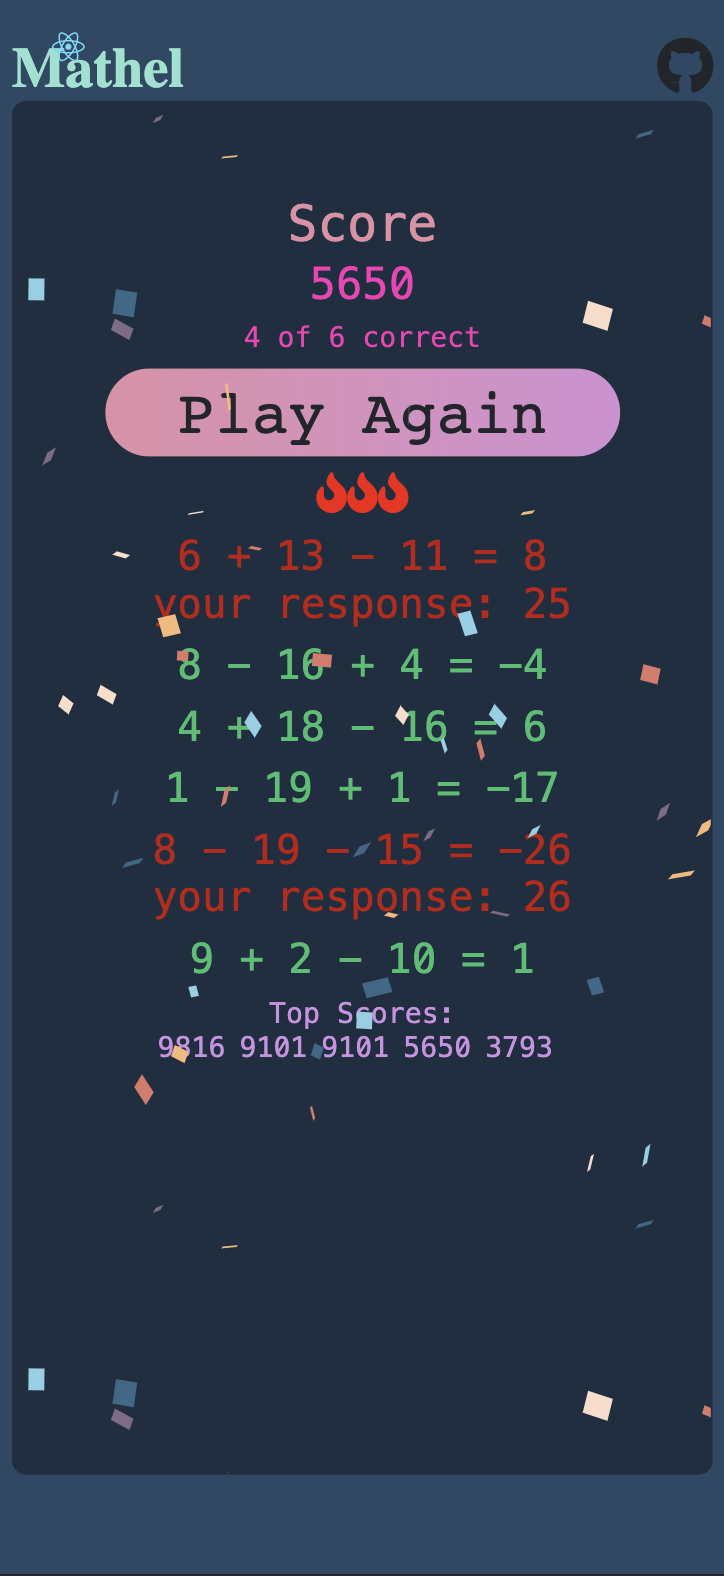 Mathel
Score
5650
4 of 6 correct
Play Again
6 + 13 − 11 = 8
your response: 25
8 − 16 + 4 = −4
4 + 18 − 16 = 6
1 − 19 + 1 = −17
8 − 19 − 15 = −26
your response: 26
9 + 2 − 10 = 1
Top Scores:
9816 9101 9101 5650 3793